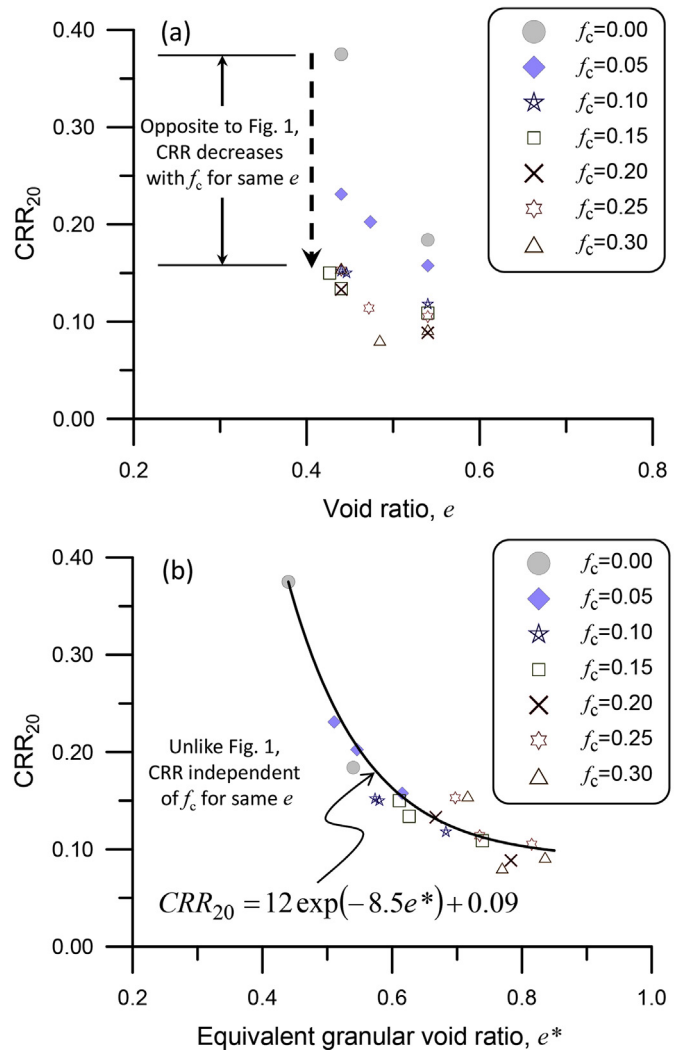 (a)
0.40
0.30
0.20
0.10
0.00
CRR20
Opposite to Fig. 1,
CRR decreases
with fc for same e
fc=0.00
fc=0.05
fc=0.10
fc=0.15
fc=0.20
fc=0.25
fc=0.30
0.2
0.4
0.6
0.8
Void ratio, e
(b)
0.40
0.30
0.20
0.10
0.00
CRR20
Unlike Fig. 1,
CRR independent
of fc for same e
CRR20 = 12 exp(−8.5e*) + 0.09
fc=0.00
fc=0.05
fc=0.10
fc=0.15
fc=0.20
fc=0.25
fc=0.30
0.2
0.4
0.6
0.8
1.0
Equivalent granular void ratio, e*